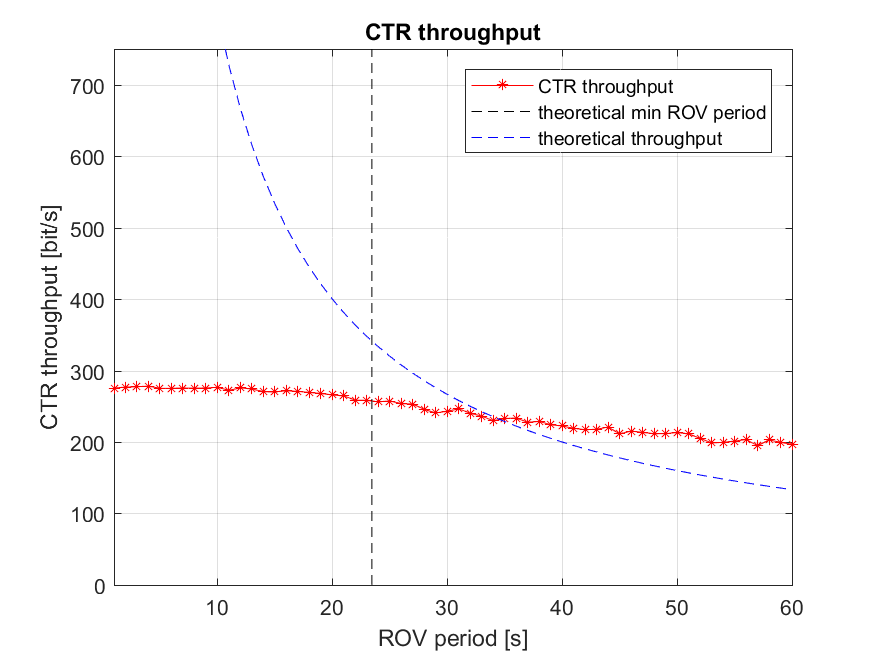 CTR throughput
CTR throughput
theoretical min ROV period
theoretical throughput
CTR throughput [bit/s]
700
600
500
400
300
200
100
0
10 20 30 40 50 60
ROV period [s]